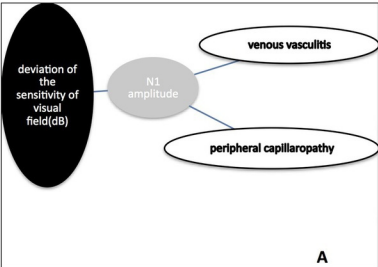 deviation of
the
sensitivity of
visual
field(dB)
N1
amplitude
venous vasculitis
peripheral capillaropathy
A